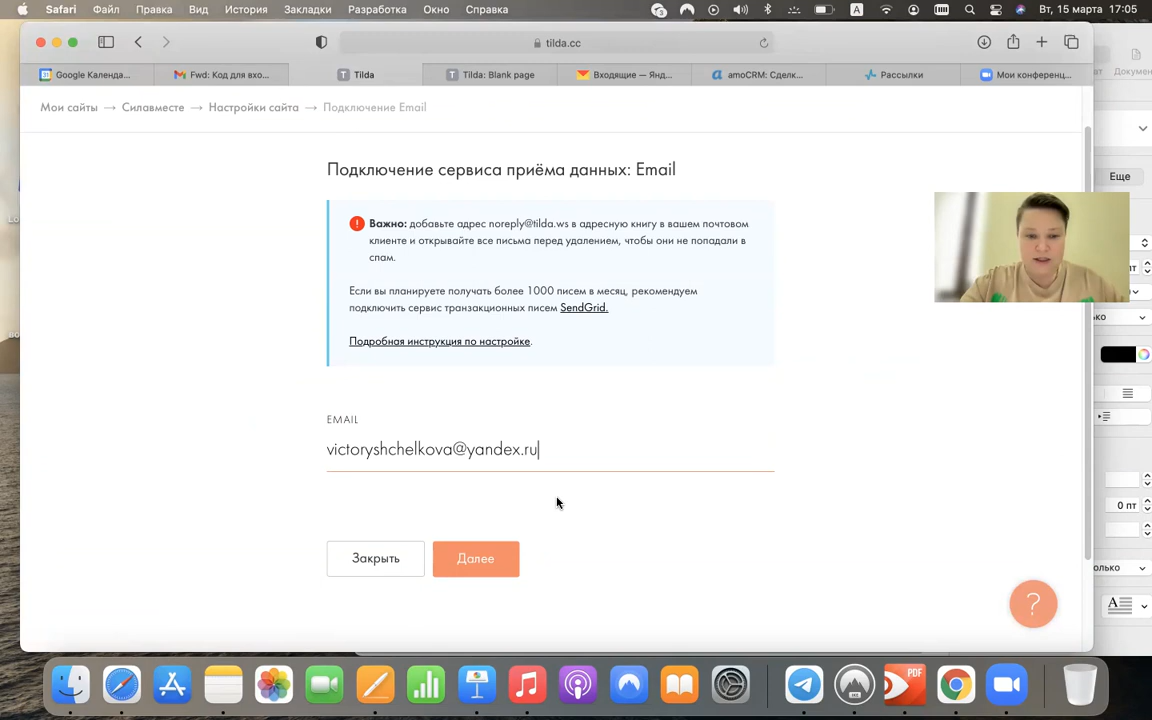 Safari Файл Правка Вид История Закладки Разработка Окно Справка
3
A
Вт, 15 марта 17:05
tilda.cc
Google Календа...
Fwd: Код для вхо...
Tilda
Tilda: Blank page
Входящие — Янд...
amoCRM: Сделк...
Рассылки
Мои конференц...
Докумен
Мои сайты → Силавместе → Настройки сайта → Подключение Email
Еще
Подключение сервиса приёма данных: Email
Важно: добавьте адрес noreply@tilda.ws в адресную книгу в вашем почтовом
клиенте и открывайте все письма перед удалением, чтобы они не попадали в
спам.
Если вы планируете получать более 1000 писем в месяц, рекомендуем
подключить сервис транзакционных писем SendGrid.
Подробная инструкция по настройке.
EMAIL
victoryshchelkova@yandex.ru
0 пт
Закрыть
Далее
?